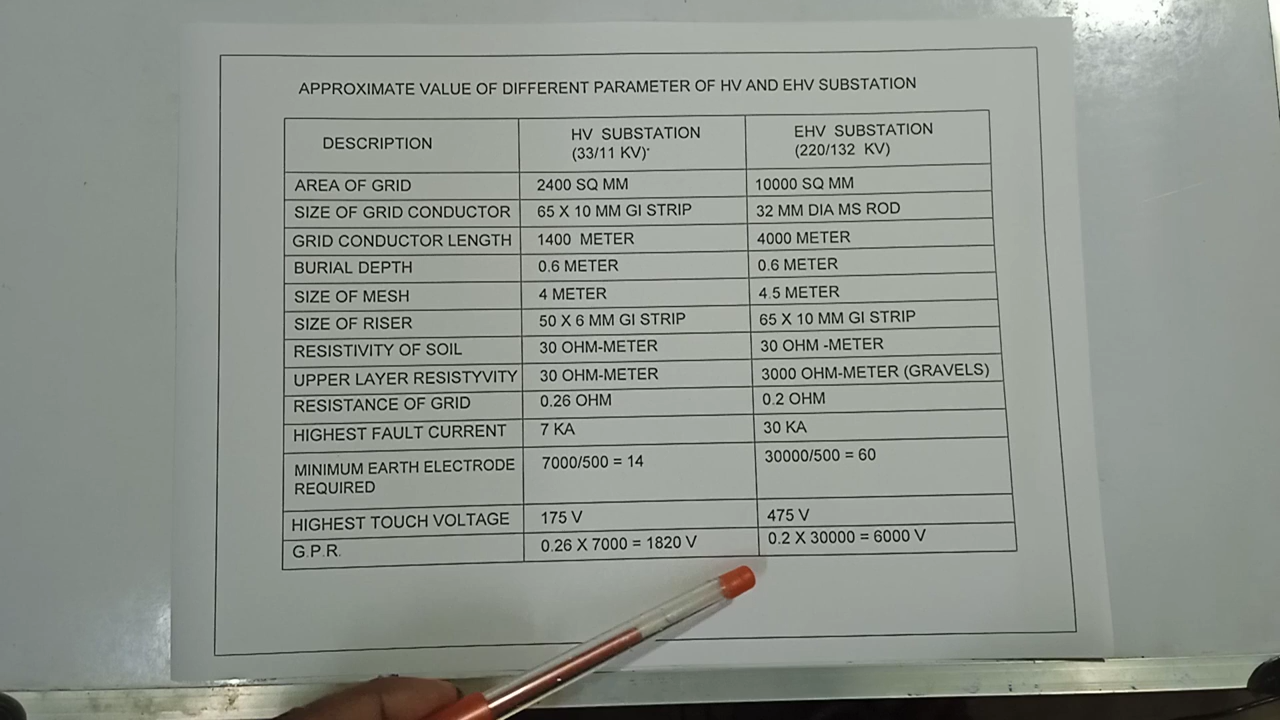 APPROXIMATE VALUE OF DIFFERENT PARAMETER OF HV AND EHV SUBSTATION
DESCRIPTION
HV SUBSTATION
(33/11 KV)*
EHV SUBSTATION
(220/132 KV)
AREA OF GRID
2400 SQ MM
10000 SQ MM
SIZE OF GRID CONDUCTOR
65 X 10 MM GI STRIP
32 MM DIA MS ROD
GRID CONDUCTOR LENGTH
1400 METER
4000 METER
BURIAL DEPTH
0.6 METER
0.6 METER
SIZE OF MESH
4 METER
4.5 METER
SIZE OF RISER
50 X 6 MM GI STRIP
65 X 10 MM GI STRIP
RESISTIVITY OF SOIL
30 OHM-METER
30 OHM -METER
UPPER LAYER RESISTYVITY
30 OHM-METER
3000 OHM-METER (GRAVELS)
RESISTANCE OF GRID
0.26 OHM
0.2 OHM
HIGHEST FAULT CURRENT
7 KA
30 KA
MINIMUM EARTH ELECTRODE
REQUIRED
7000/500 = 14
30000/500 = 60
HIGHEST TOUCH VOLTAGE
175 V
475 V
G.P.R.
0.26 X 7000 = 1820 V
0.2 X 30000 = 6000 V